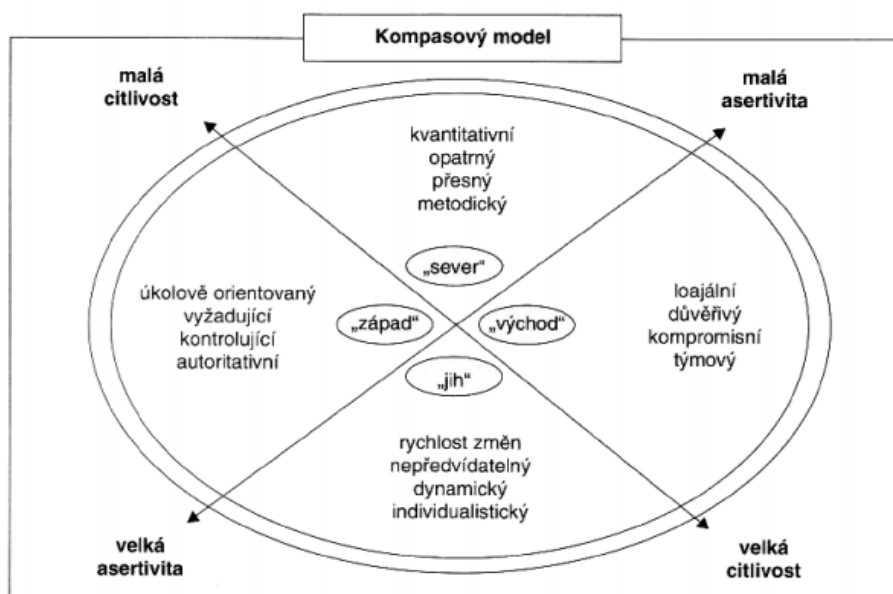 Kompasový model
malá
citlivost
malá
asertivita
kvantitativní
opatrný
přesný
metodický
„sever“
úkolově orientovaný
vyžadující
kontrolující
autoritativní
„západ“
„východ“
loajální
důvěřivý
kompromisní
týmový
„jih“
rychlost změn
nepředvídatelný
dynamický
individualistický
velká
asertivita
velká
citlivost